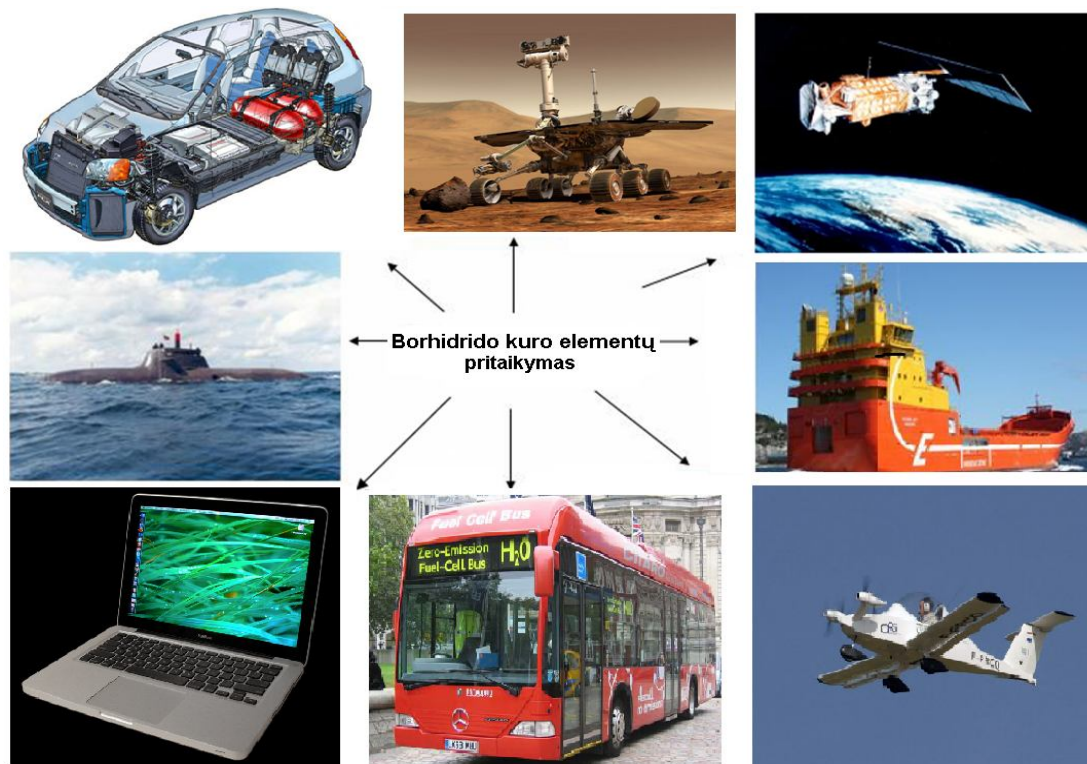 Borhidrido kuro elementų
pritaikymas
E
Fuel Cell Bus
Zero-Emission
Fuel-Cell Bus
H₂O